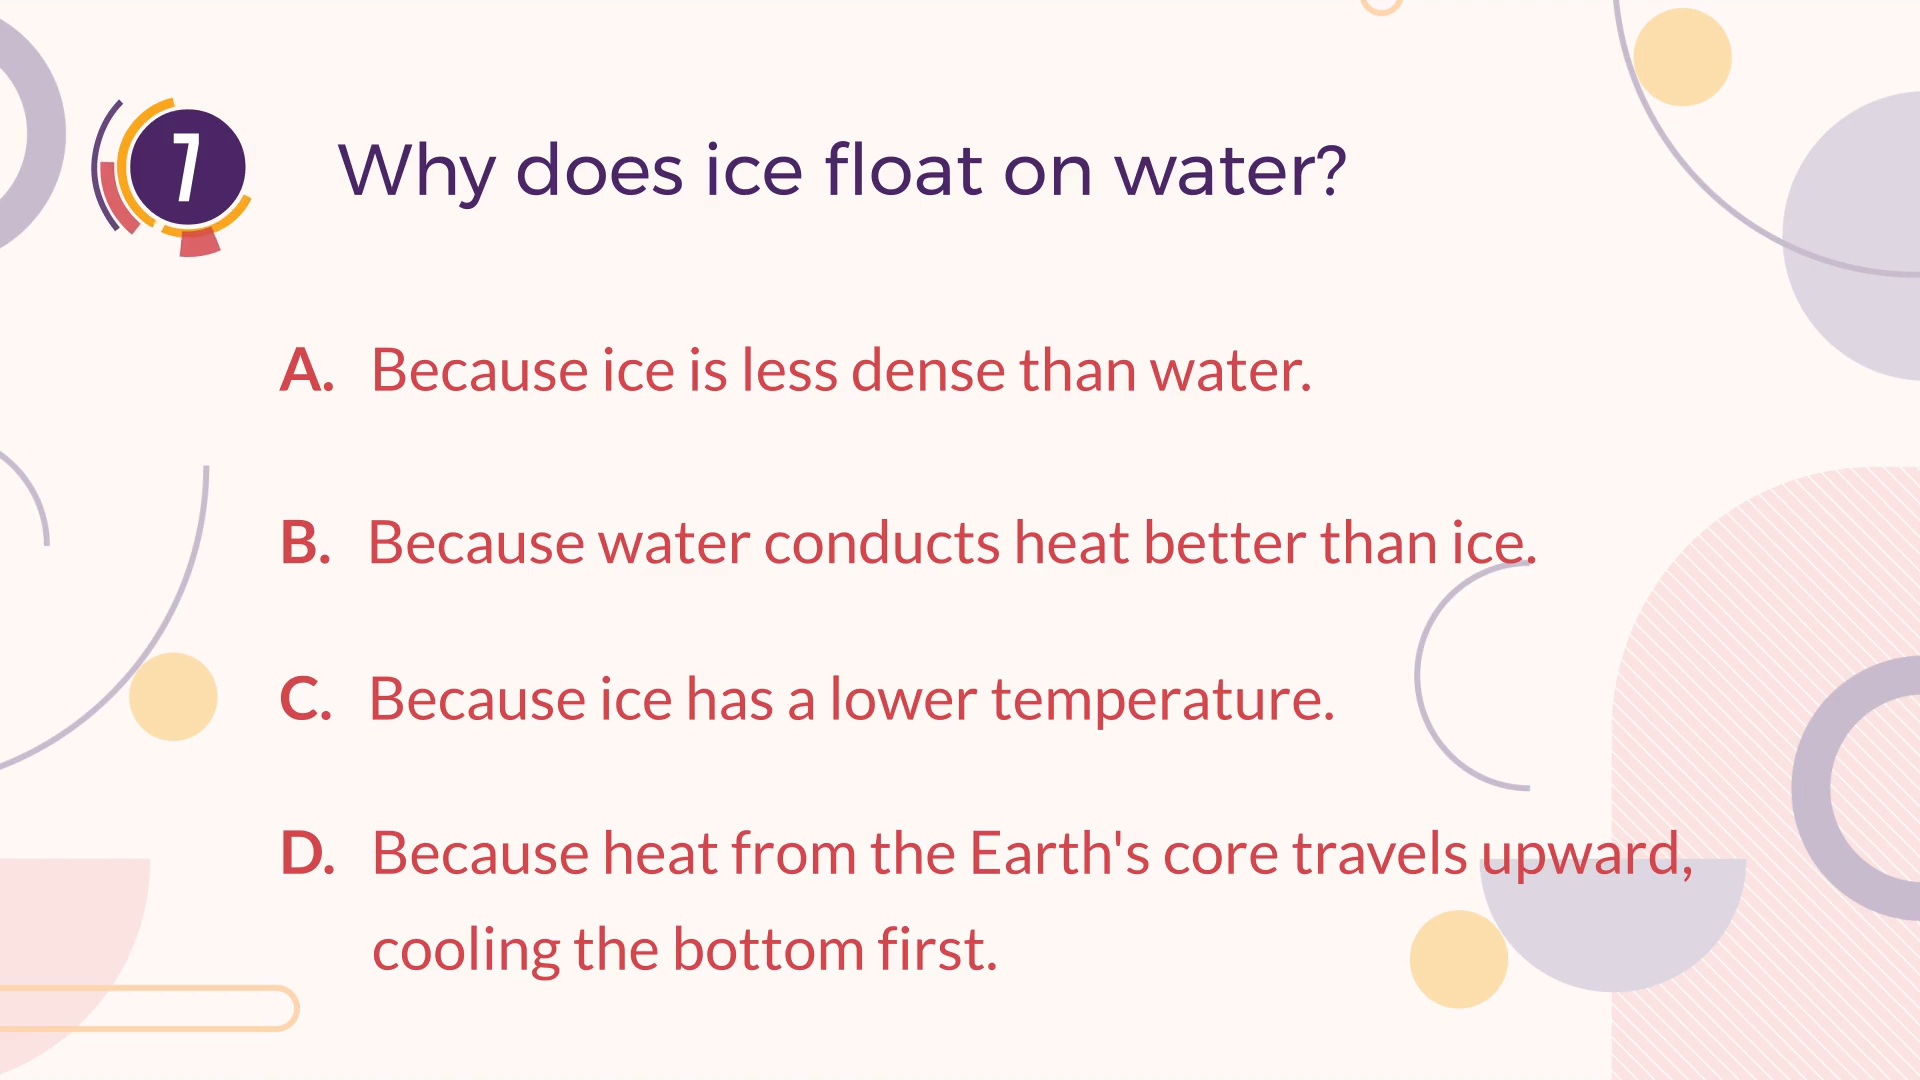 7
Why does ice float on water?
A. Because ice is less dense than water.
B. Because water conducts heat better than ice.
C. Because ice has a lower temperature.
D. Because heat from the Earth's core travels upward,
cooling the bottom first.